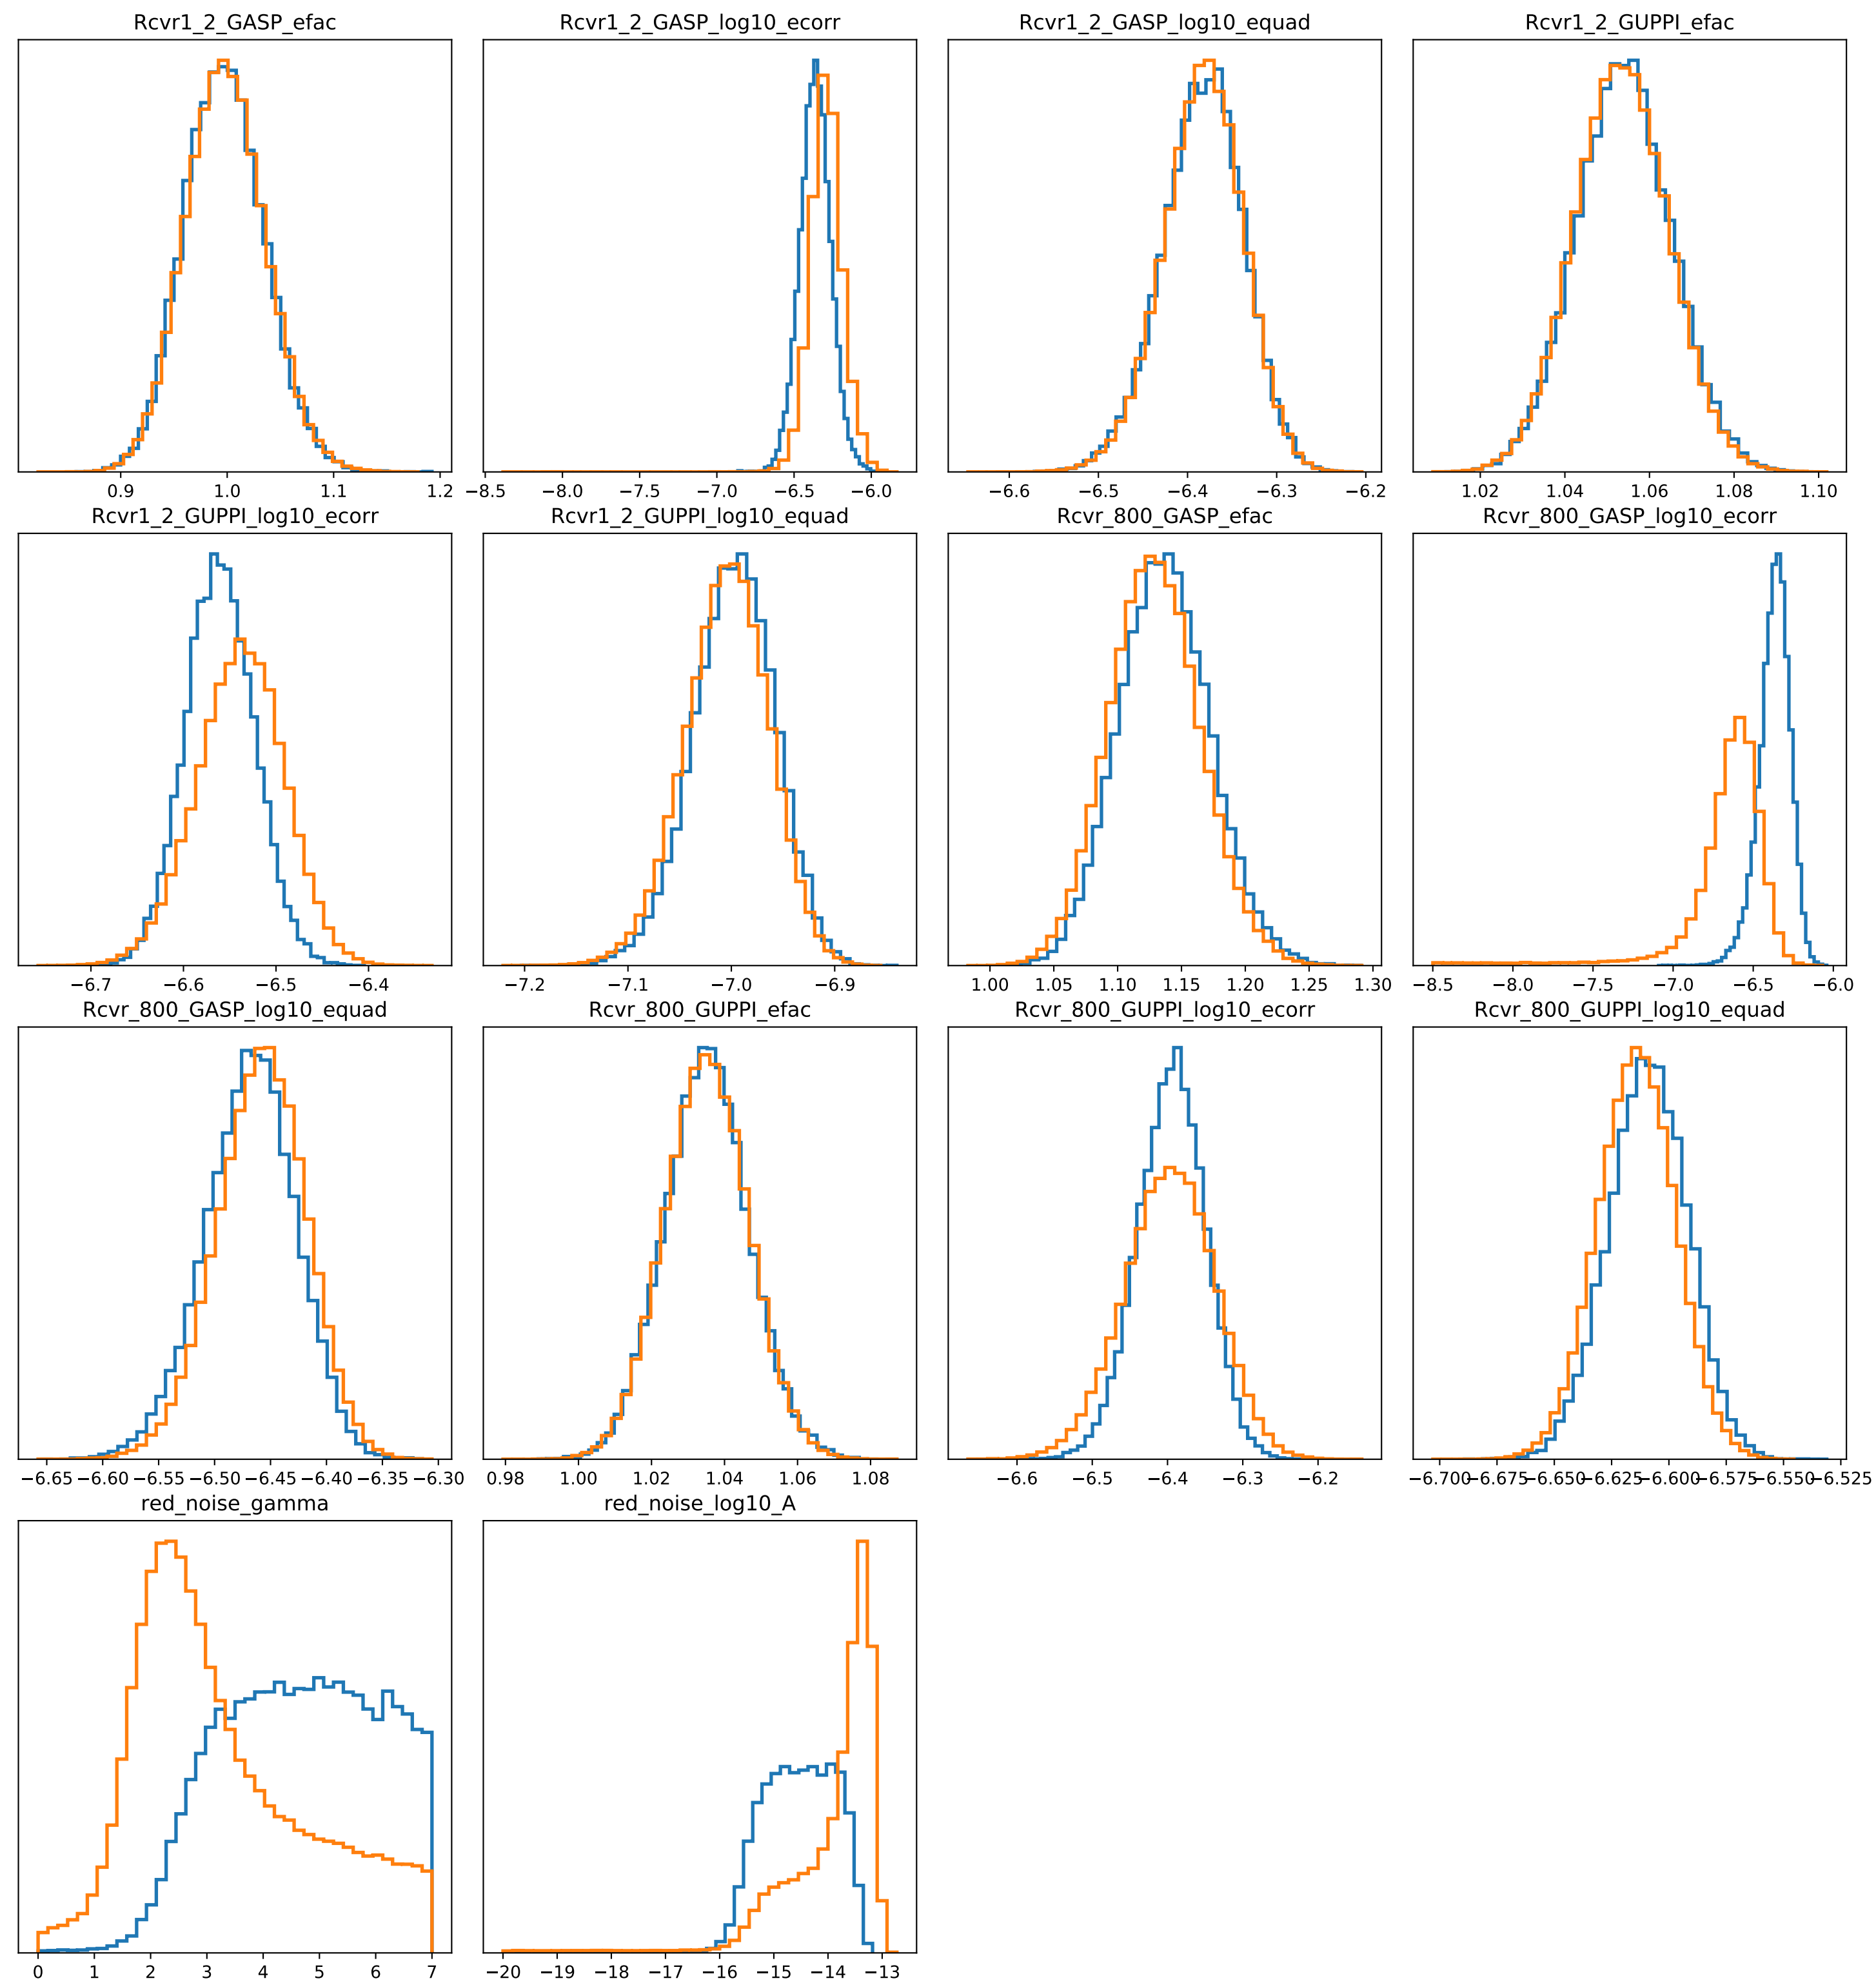 Rcvr1_2_GASP_efac Rcvr1_2_GASP_log10_ecorr Rcvr1_2_GASP_log10_equad Rcvr1_2_GUPPI_efac
0.9 1.0 1.1 1.2 −8.5 −8.0 −7.5 −7.0 −6.5 −6.0 −6.6 −6.5 −6.4 −6.3 −6.2 1.02 1.04 1.06 1.08 1.10
Rcvr1_2_GUPPI_log10_ecorr Rcvr1_2_GUPPI_log10_equad Rcvr_800_GASP_efac Rcvr_800_GASP_log10_ecorr
−6.7 −6.6 −6.5 −6.4 −7.2 −7.1 −7.0 −6.9 1.00 1.05 1.10 1.15 1.20 1.25 1.30 −8.5 −8.0 −7.5 −7.0 −6.5 −6.0
Rcvr_800_GASP_log10_equad Rcvr_800_GUPPI_efac Rcvr_800_GUPPI_log10_ecorr Rcvr_800_GUPPI_log10_equad
−6.65 −6.60 −6.55 −6.50 −6.45 −6.40 −6.35 −6.30 0.98 1.00 1.02 1.04 1.06 1.08 −6.6 −6.5 −6.4 −6.3 −6.2 −6.700 −6.675 −6.650 −6.625 −6.600 −6.575 −6.550 −6.525
red_noise_gamma red_noise_log10_A
0 1 2 3 4 5 6 7 −20 −19 −18 −17 −16 −15 −14 −13